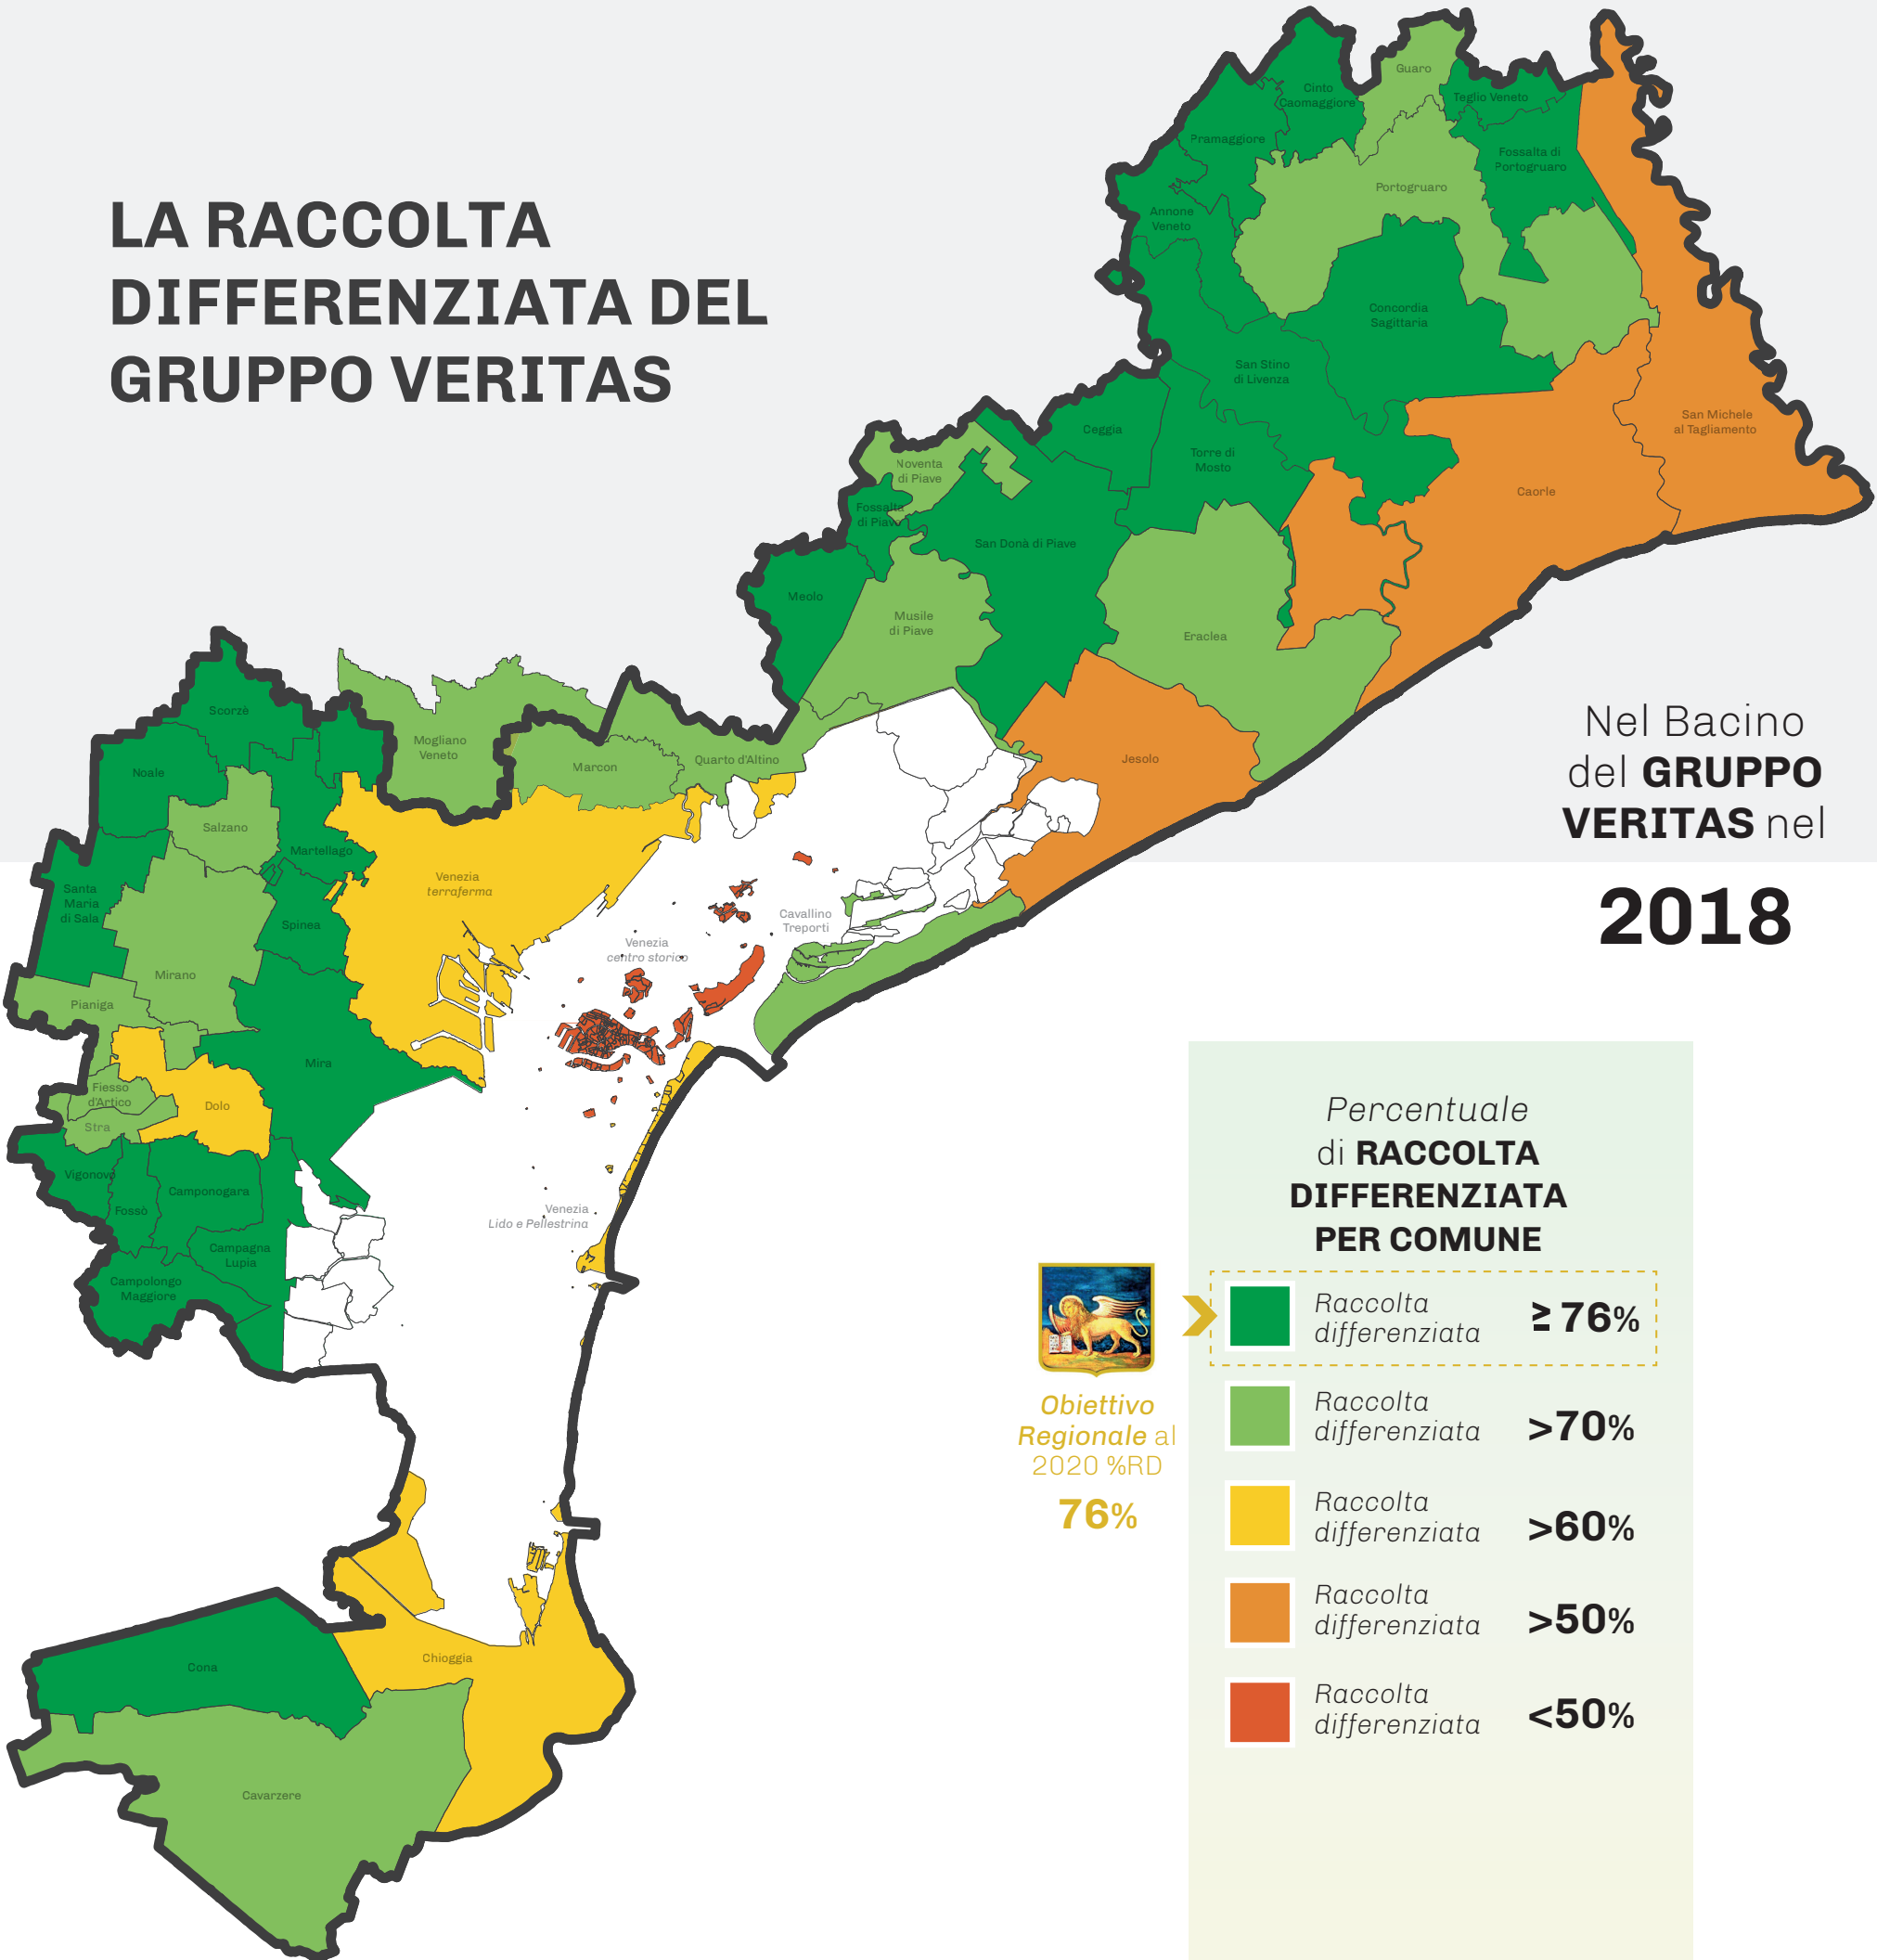 LA RACCOLTA
DIFFERENZIATA DEL
GRUPPO VERITAS
Guaro
Cinto
Caomaggiore
Teglio Veneto
Pramaggiore
Fossalta di
Portogruaro
Portogruaro
Annone
Veneto
Concordia
Sagittaria
San Stino
di Livenza
San Michele
al Tagliamento
Ceggia
Torre di
Mosto
Noventa
di Piave
Caorle
Fossalta
di Piave
San Donà di Piave
Meolo
Musile
di Piave
Eraclea
Scorzè
Mogliano
Veneto
Marcon
Quarto d'Altino
Jesolo
Noale
Salzano
Martellago
Venezia
terraferma
Santa
Maria
di Sala
Spinea
Cavallino
Treporti
Venezia
centro storico
Mirano
Pianiga
Mira
Fiesso
d'Artico
Dolo
Stra
Vigonovo
Camponogara
Fossò
Venezia
Lido e Pellestrina
Campagna
Lupia
Campolongo
Maggiore
Cona
Chioggia
Cavarzere
Nel Bacino
del GRUPPO
VERITAS nel
2018
Percentuale
di RACCOLTA
DIFFERENZIATA
PER COMUNE
Raccolta
differenziata ≥76%
Raccolta
differenziata >70%
Raccolta
differenziata >60%
Raccolta
differenziata >50%
Raccolta
differenziata <50%
Obiettivo
Regionale al
2020 %RD
76%